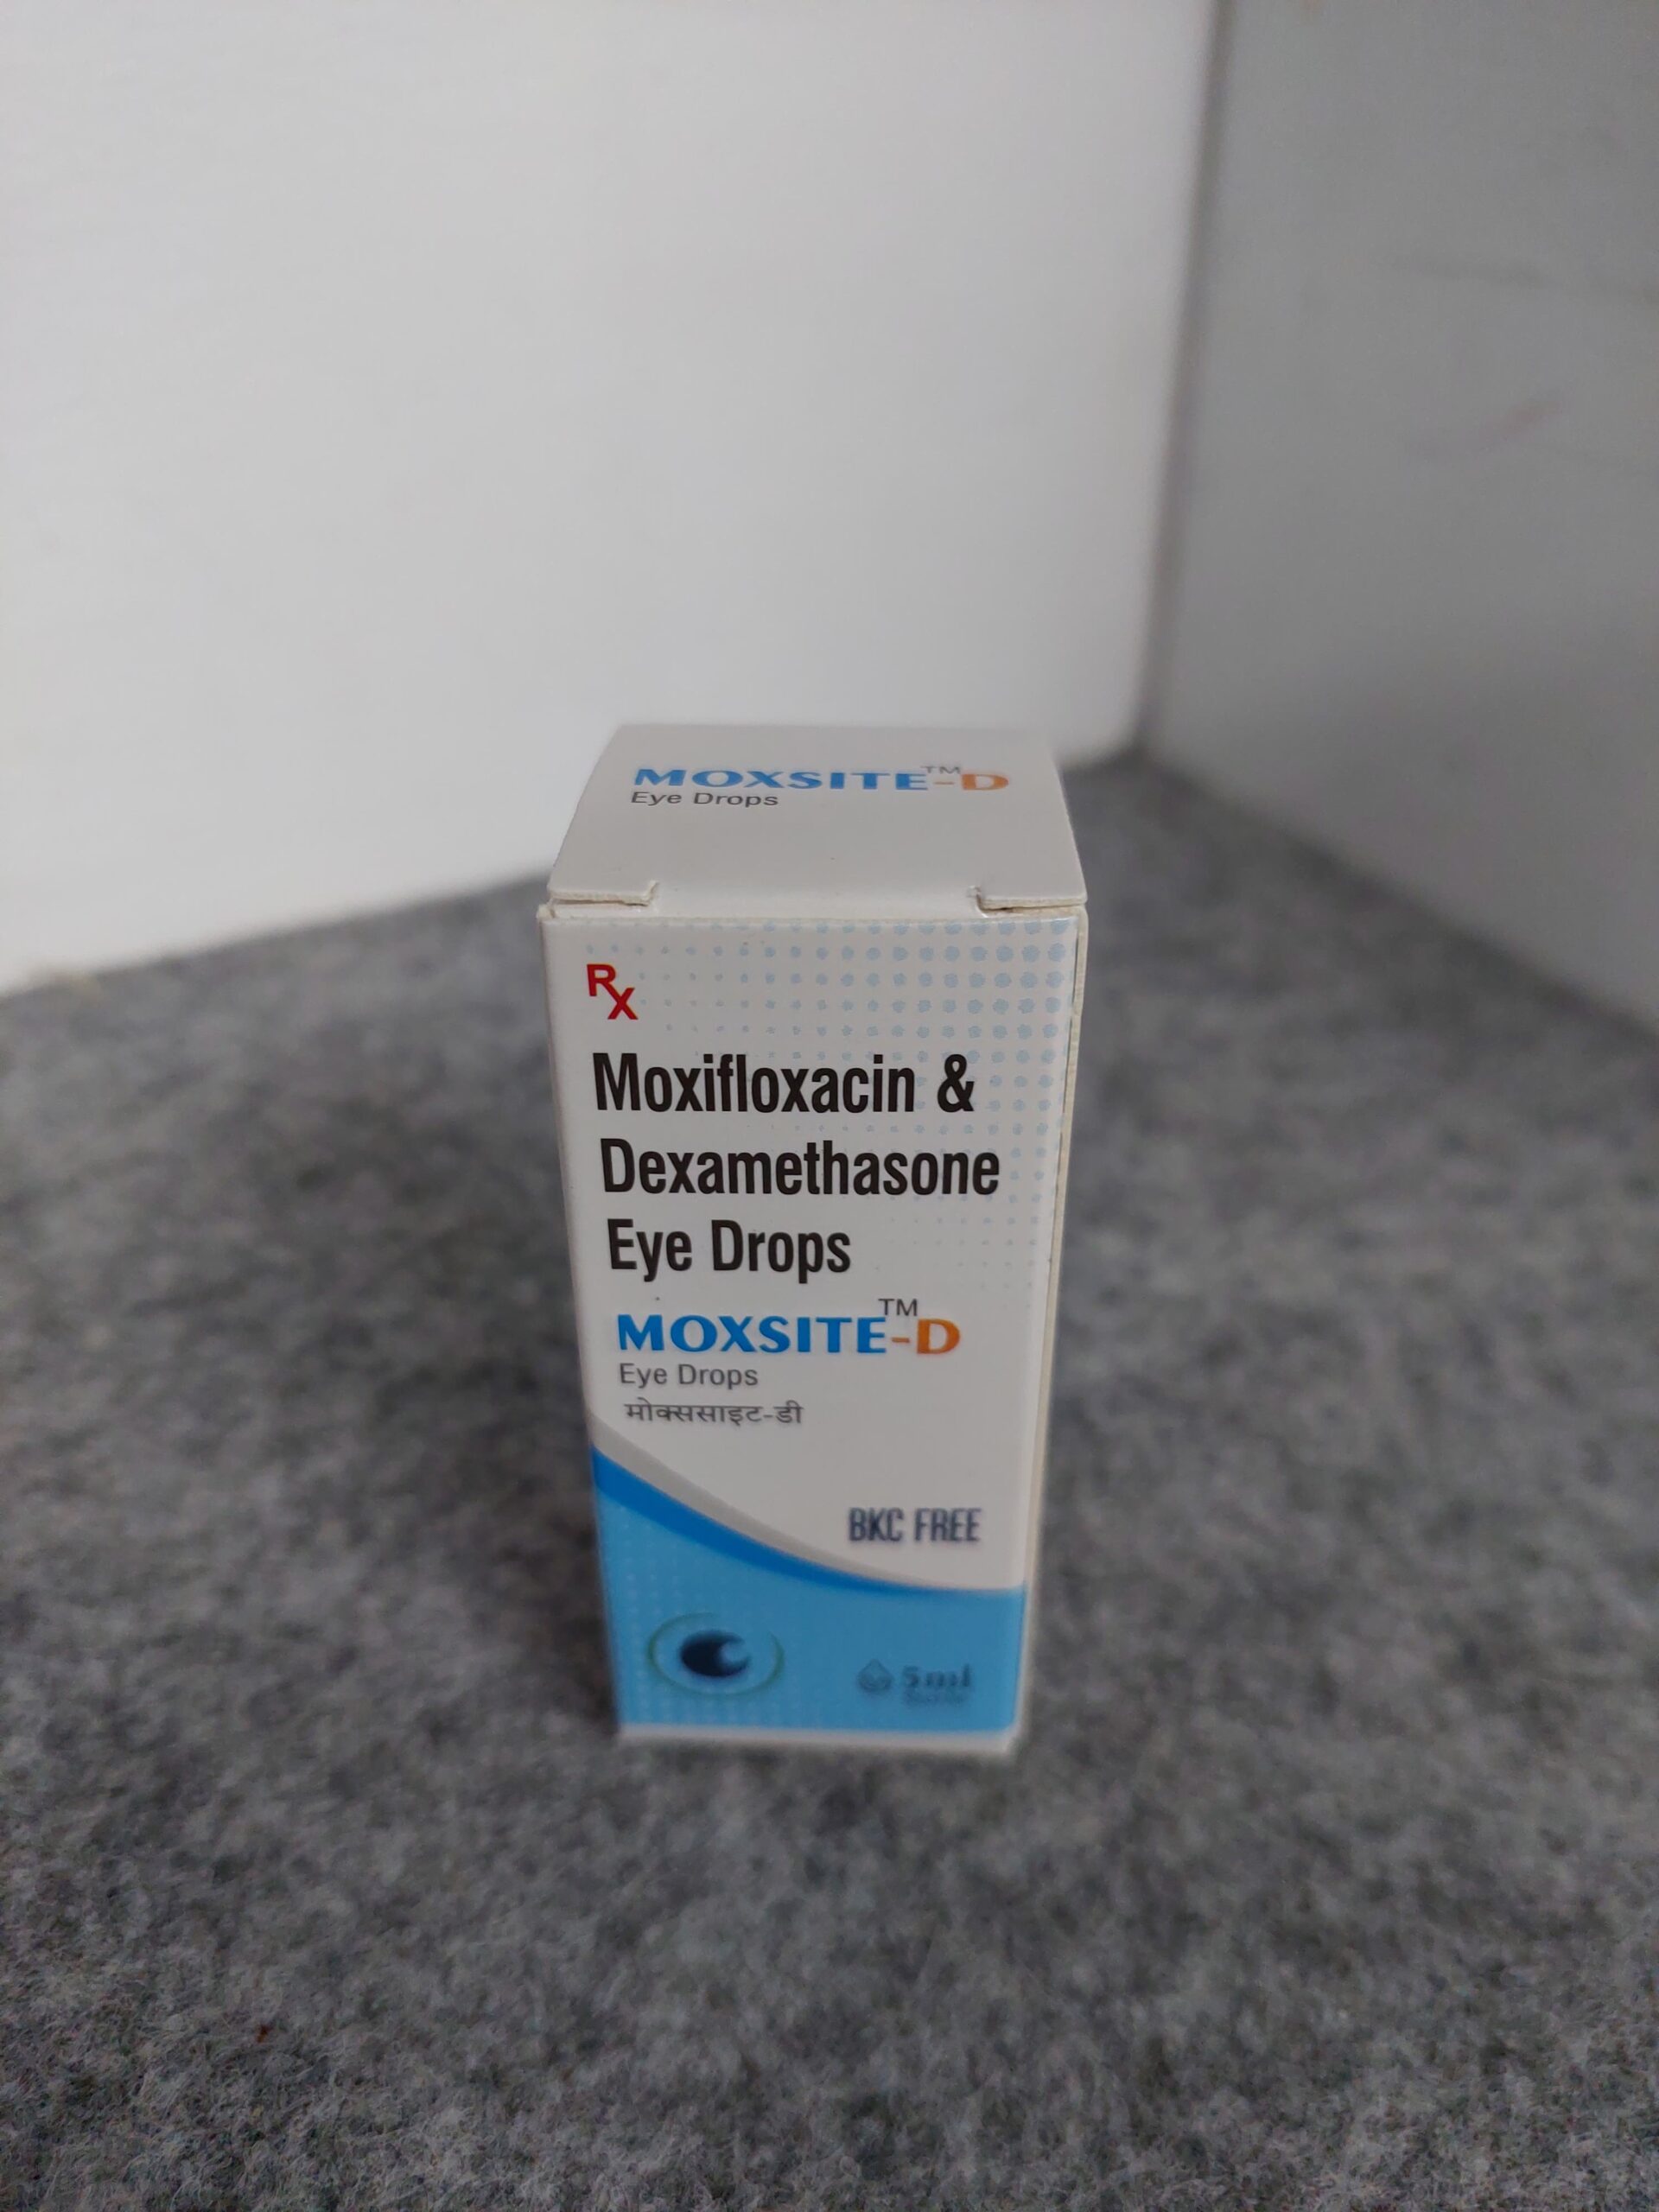 MOXSITE™-D
Eye Drops
Rx
Moxifloxacin &
Dexamethasone
Eye Drops
MOXSITE™-D
Eye Drops
मोक्ससाइट-डी
BKC FREE
5ml